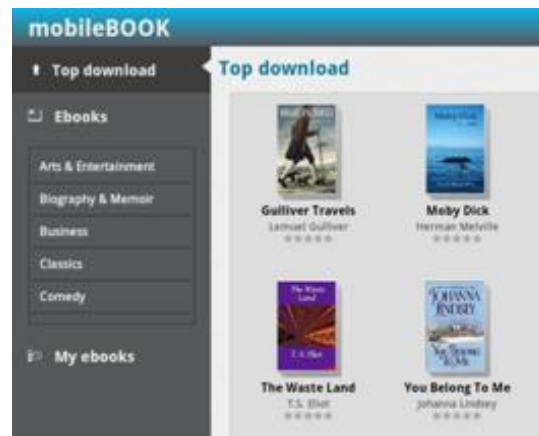 mobileBOOK
Top download
Ebooks
Arts & Entertainment
Biography & Memoir
Business
Classics
Comedy
My ebooks
Top download
Gulliver Travels
Lemuel Gulliver
Moby Dick
Herman Melville
Moby Dick
The Waste Land
T.S. Eliot
The Waste
Land
T. S. Eliot
You Belong To Me
Johanna Lindsey
JOHANNA
LINDSEY
You Belong
To Me